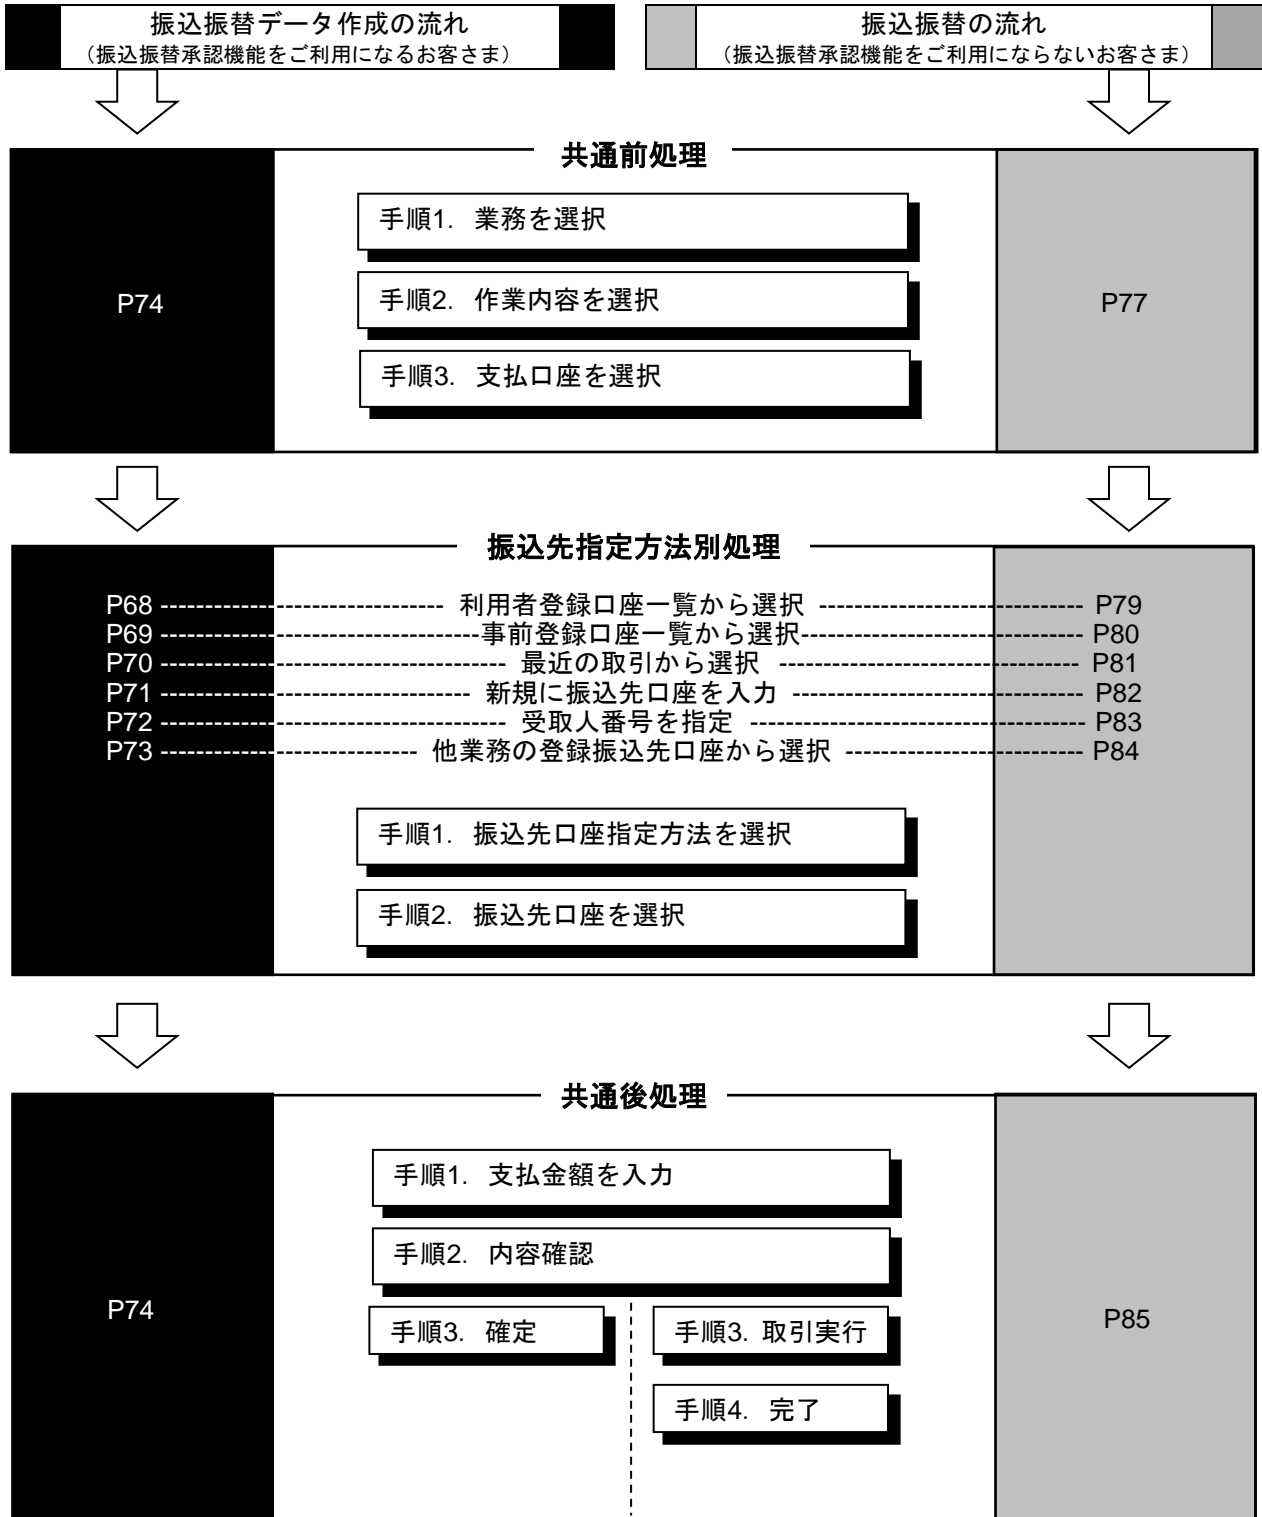 振込振替データ作成の流れ
（振込振替承認機能をご利用になるお客さま）
振込振替の流れ
（振込振替承認機能をご利用にならないお客さま）
共通前処理
手順1. 業務を選択
手順2. 作業内容を選択
手順3. 支払口座を選択
P74
P77
振込先指定方法別処理
P68 利用者登録口座一覧から選択 P79
P69 事前登録口座一覧から選択 P80
P70 最近の取引から選択 P81
P71 新規に振込先口座を入力 P82
P72 受取人番号を指定 P83
P73 他業務の登録振込先口座から選択 P84
手順1. 振込先口座指定方法を選択
手順2. 振込先口座を選択
共通後処理
手順1. 支払金額を入力
手順2. 内容確認
P74
手順3. 確定
手順3. 取引実行
手順4. 完了
P85